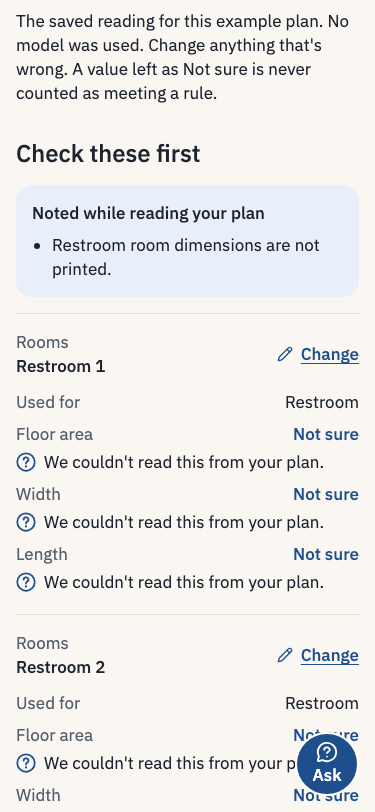 The saved reading for this example plan. No
model was used. Change anything that's
wrong. A value left as Not sure is never
counted as meeting a rule.
Check these first
Noted while reading your plan
• Restroom room dimensions are not
printed.
Rooms
Restroom 1
Change
Used for Restroom
Floor area Not sure
We couldn't read this from your plan.
Width Not sure
We couldn't read this from your plan.
Length Not sure
We couldn't read this from your plan.
Rooms
Restroom 2
Change
Used for Restroom
Floor area
We couldn't read this from your
Width Not sure
Ask